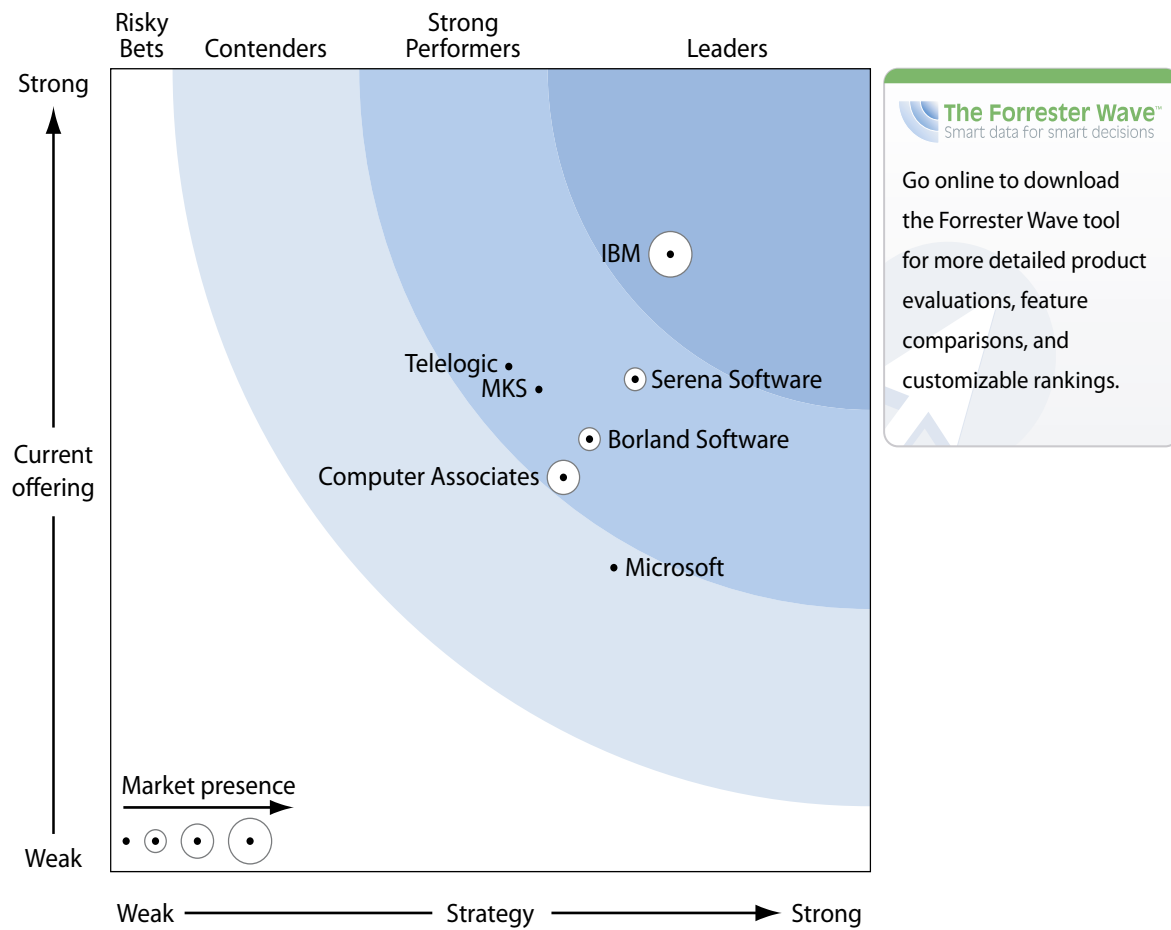 Risky
Bets
Contenders
Strong
Performers
Leaders
Strong
Current
offering
Weak
IBM
Telelogic
MKS
Serena Software
Borland Software
Computer Associates
Microsoft
Market presence
Weak
Strategy
Strong
The Forrester Wave™
Smart data for smart decisions
Go online to download
the Forrester Wave tool
for more detailed product
evaluations, feature
comparisons, and
customizable rankings.